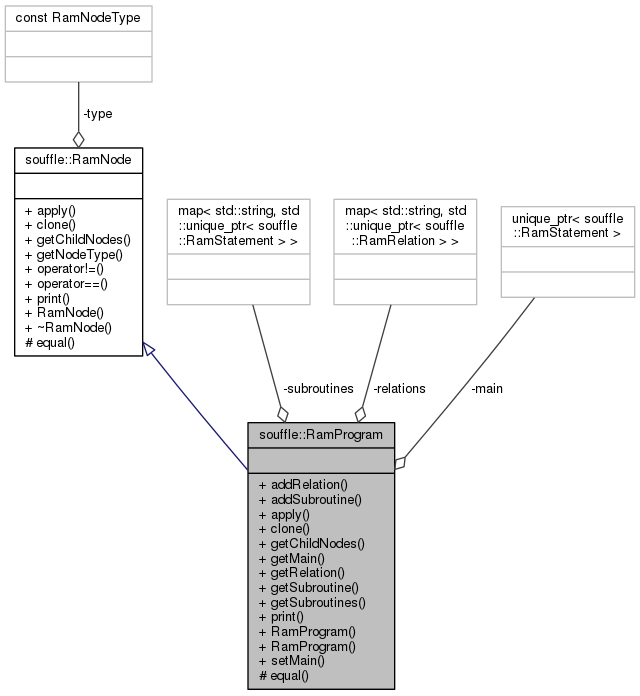 const RamNodeType
-type
souffle::RamNode
+ apply()
+ clone()
+ getChildNodes()
+ getNodeType()
+ operator!=()
+ operator==()
+ print()
+ RamNode()
+ ~RamNode()
# equal()
map< std::string, std
::unique_ptr< souffle
::RamStatement > >
map< std::string, std
::unique_ptr< souffle
::RamRelation > >
unique_ptr< souffle
::RamStatement >
-subroutines
-relations
-main
souffle::RamProgram
+ addRelation()
+ addSubroutine()
+ apply()
+ clone()
+ getChildNodes()
+ getMain()
+ getRelation()
+ getSubroutine()
+ getSubroutines()
+ print()
+ RamProgram()
+ RamProgram()
+ setMain()
# equal()